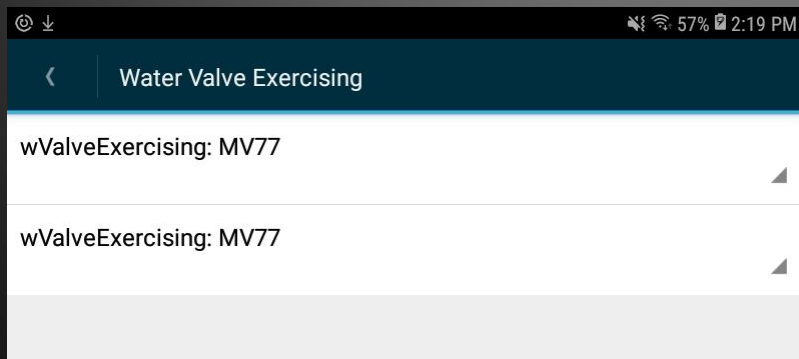 57% 2:19 PM
Water Valve Exercising
wValveExercising: MV77
wValveExercising: MV77